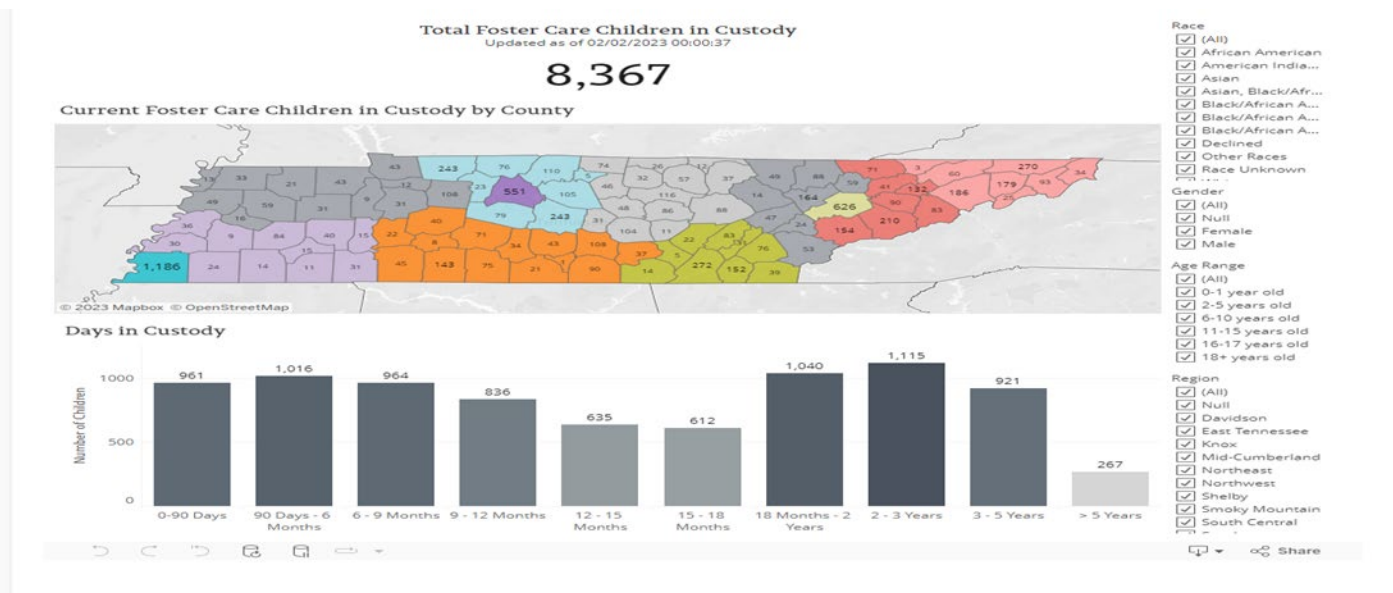 Total Foster Care Children in Custody
Updated as of 02/02/2023 00:00:37
8,367
Current Foster Care Children in Custody by County
43
243
76
110
5
74
26
12
32
57
37
49
88
71
3
60
270
34
13
33
21
43
12
108
23
551
105
46
116
14
164
59
41
132
186
179
93
25
49
59
31
9
31
79
243
48
86
88
626
90
83
16
36
40
31
104
11
47
24
154
210
30
9
84
40
15
22
8
71
34
43
108
37
22
83
31
76
53
15
1
5
1,186
24
14
11
31
45
143
75
21
90
14
272
152
39
© 2023 Mapbox © OpenStreetMap
Days in Custody
Number of Children
1000
500
0
961
1,016
964
836
635
612
1,040
1,115
921
267
0-90 Days
90 Days - 6 Months
6 - 9 Months
9 - 12 Months
12 - 15 Months
15 - 18 Months
18 Months - 2 Years
2 - 3 Years
3 - 5 Years
> 5 Years
Race
(All)
African American
American India...
Asian
Asian, Black/Afr...
Black/African A...
Black/African A...
Black/African A...
Declined
Other Races
Race Unknown
Gender
(All)
Null
Female
Male
Age Range
(All)
0-1 year old
2-5 years old
6-10 years old
11-15 years old
16-17 years old
18+ years old
Region
(All)
Null
Davidson
East Tennessee
Knox
Mid-Cumberland
Northeast
Northwest
Shelby
Smoky Mountain
South Central
Share